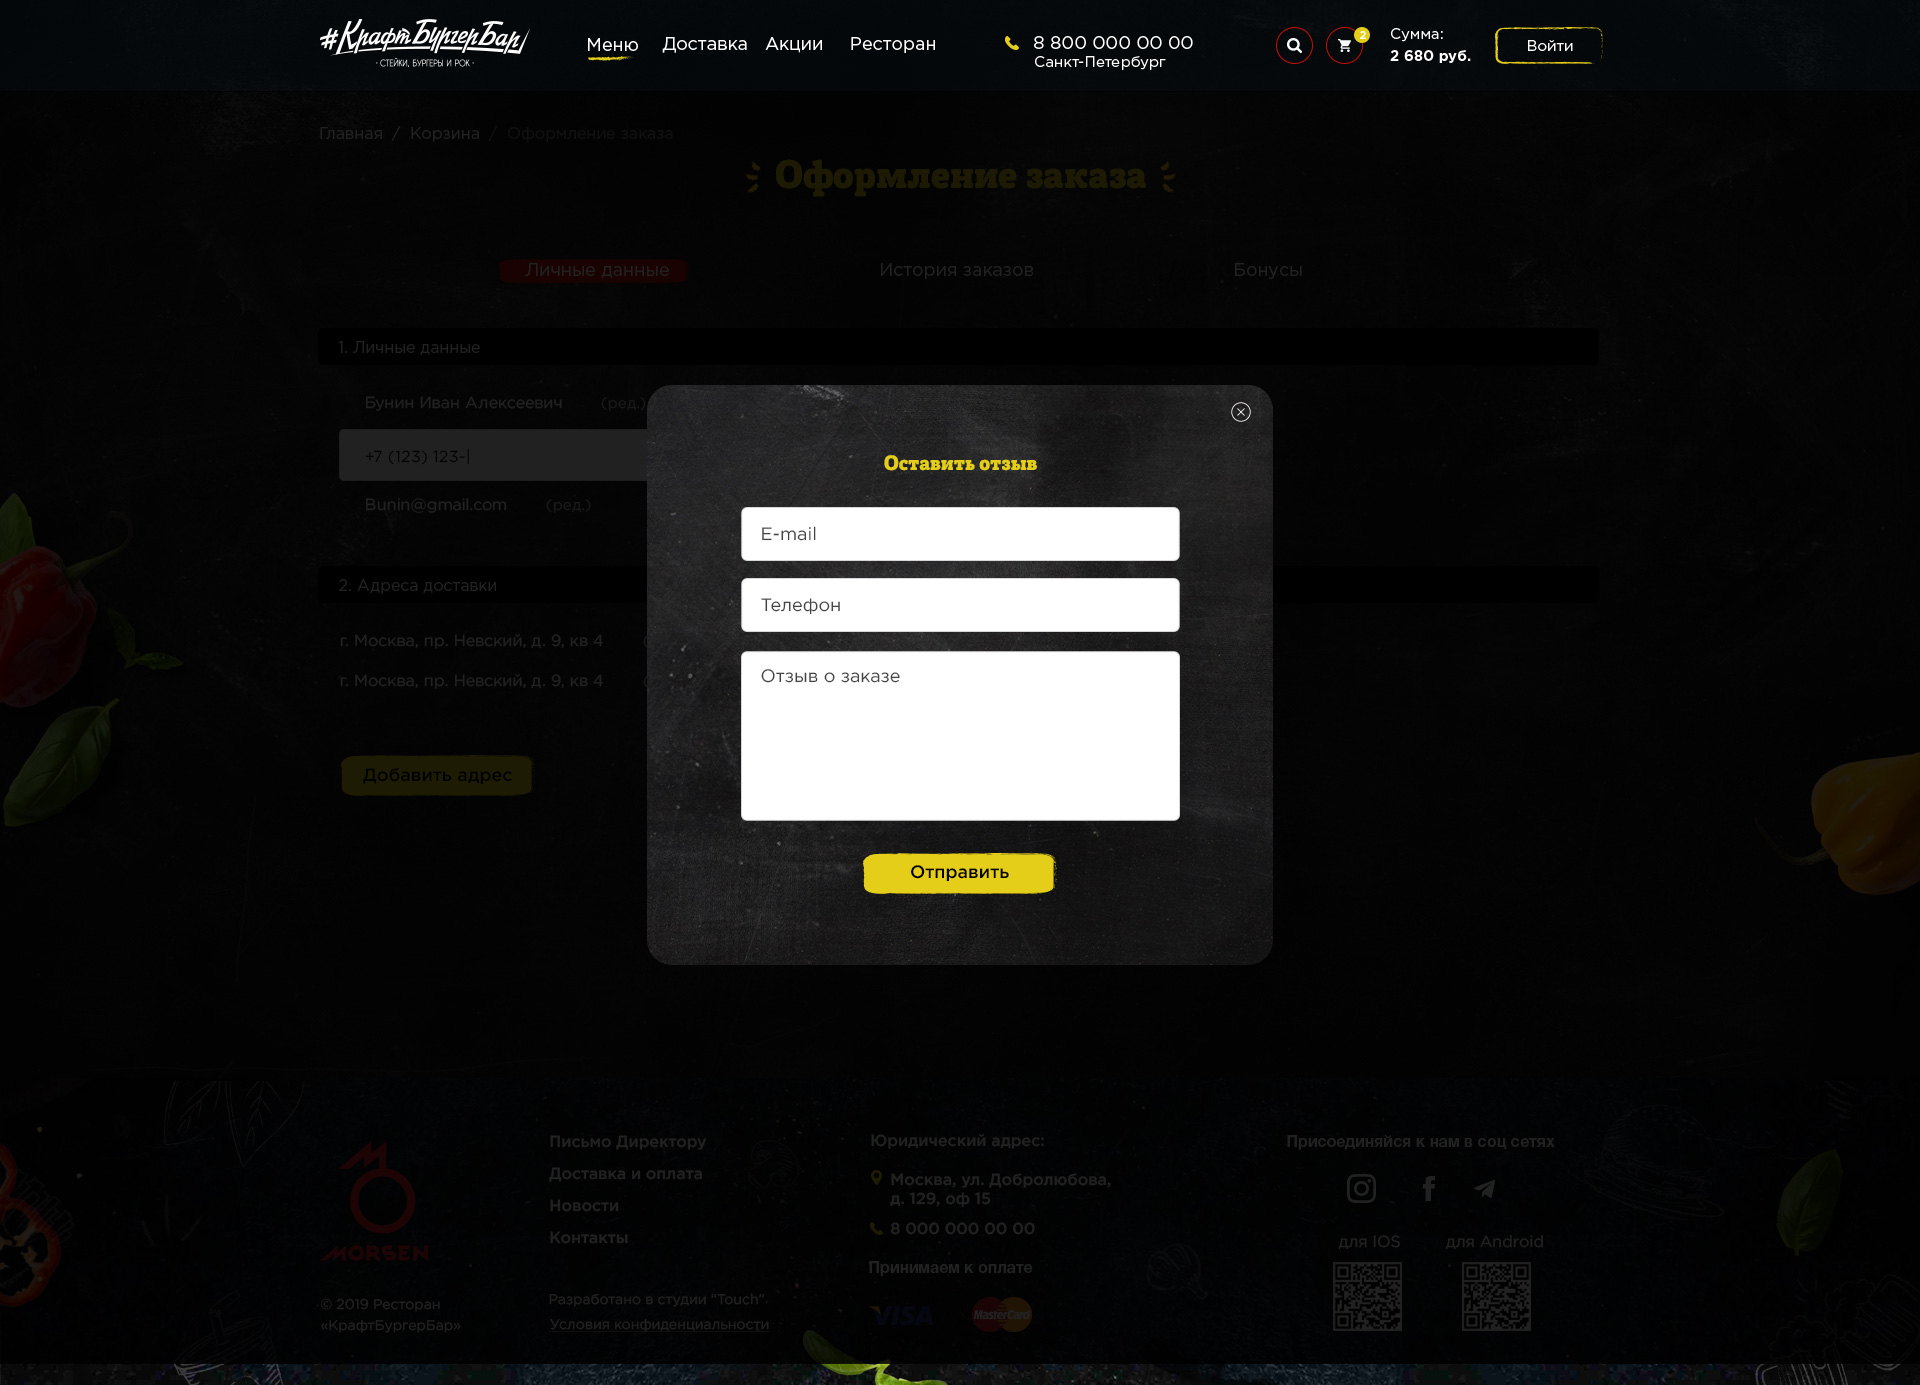 #КрафтБургерБар
· СТЕЙКИ, БУРГЕРЫ И РОК ·
Меню
Доставка
Акции
Ресторан
8 800 000 00 00
Санкт-Петербург
2
Сумма:
2 680 руб.
Войти
Главная / Корзина / Оформление заказа
Оформление заказа
Личные данные
История заказов
Бонусы
1. Личные данные
Бунин Иван Алексеевич (ред.)
+7 (123) 123-|
Bunin@gmail.com (ред.)
2. Адреса доставки
г. Москва, пр. Невский, д. 9, кв 4
г. Москва, пр. Невский, д. 9, кв 4
Добавить адрес
Оставить отзыв
E-mail
Телефон
Отзыв о заказе
Отправить
MORSEN
© 2019 Ресторан
«КрафтБургерБар»
Письмо Директору
Доставка и оплата
Новости
Контакты
Разработано в студии "Touch".
Условия конфиденциальности
Юридический адрес:
Москва, ул. Добролюбова,
д. 129, оф 15
8 000 000 00 00
Принимаем к оплате
VISA
MasterCard
Присоединяйся к нам в соц сетях
для IOS
для Android